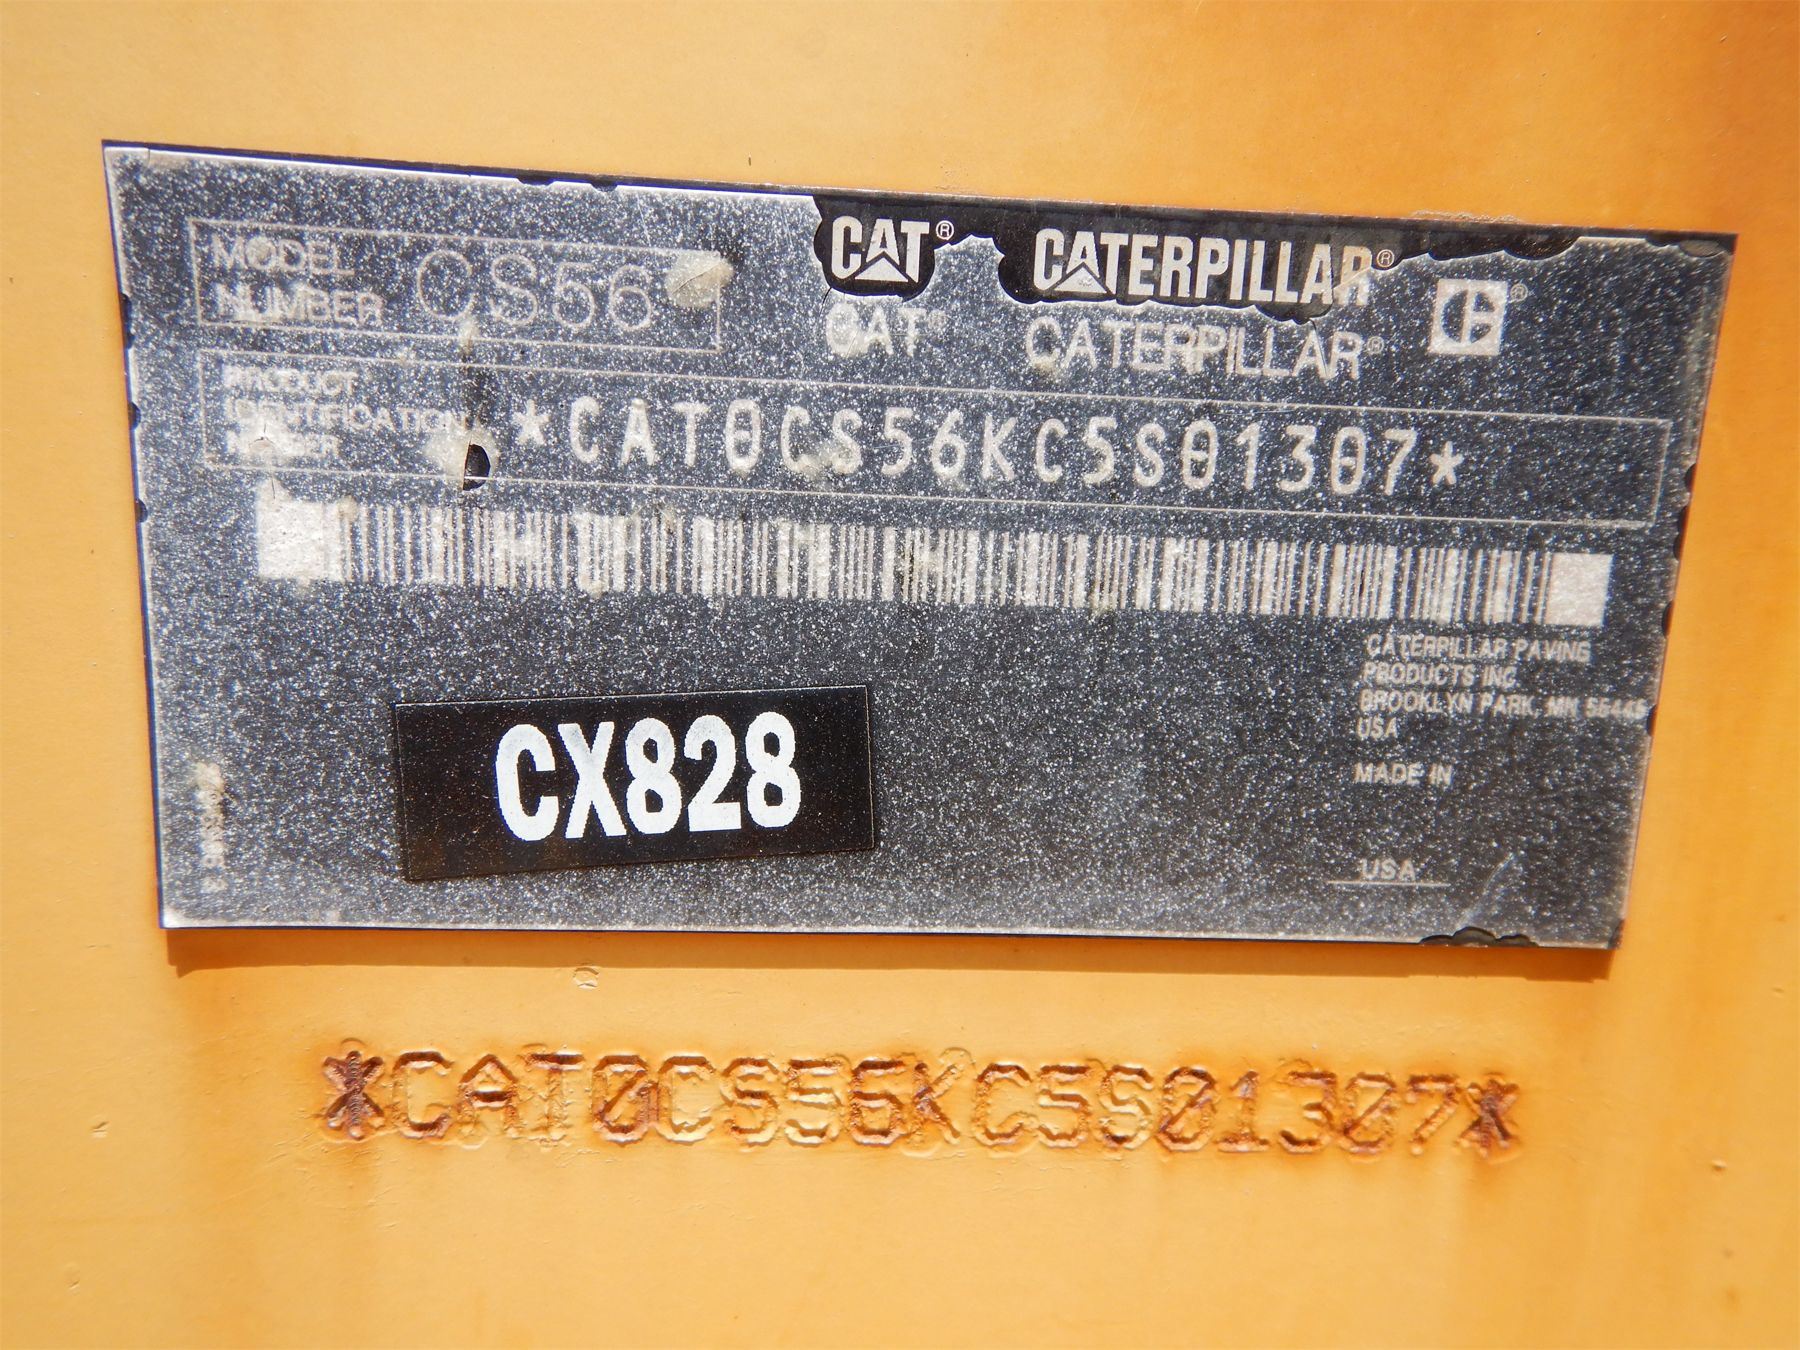 MODEL
NUMBER
CS56
CAT® CATERPILLAR®
CAT® CATERPILLAR®
PRODUCT
IDENTIFICATION
NUMBER
*CAT0CS56KC5S01307*
CATERPILLAR PAVING
PRODUCTS INC.
BROOKLYN PARK, MN 55445
USA
MADE IN
USA
CX828
*CAT0CS56KC5S01307*